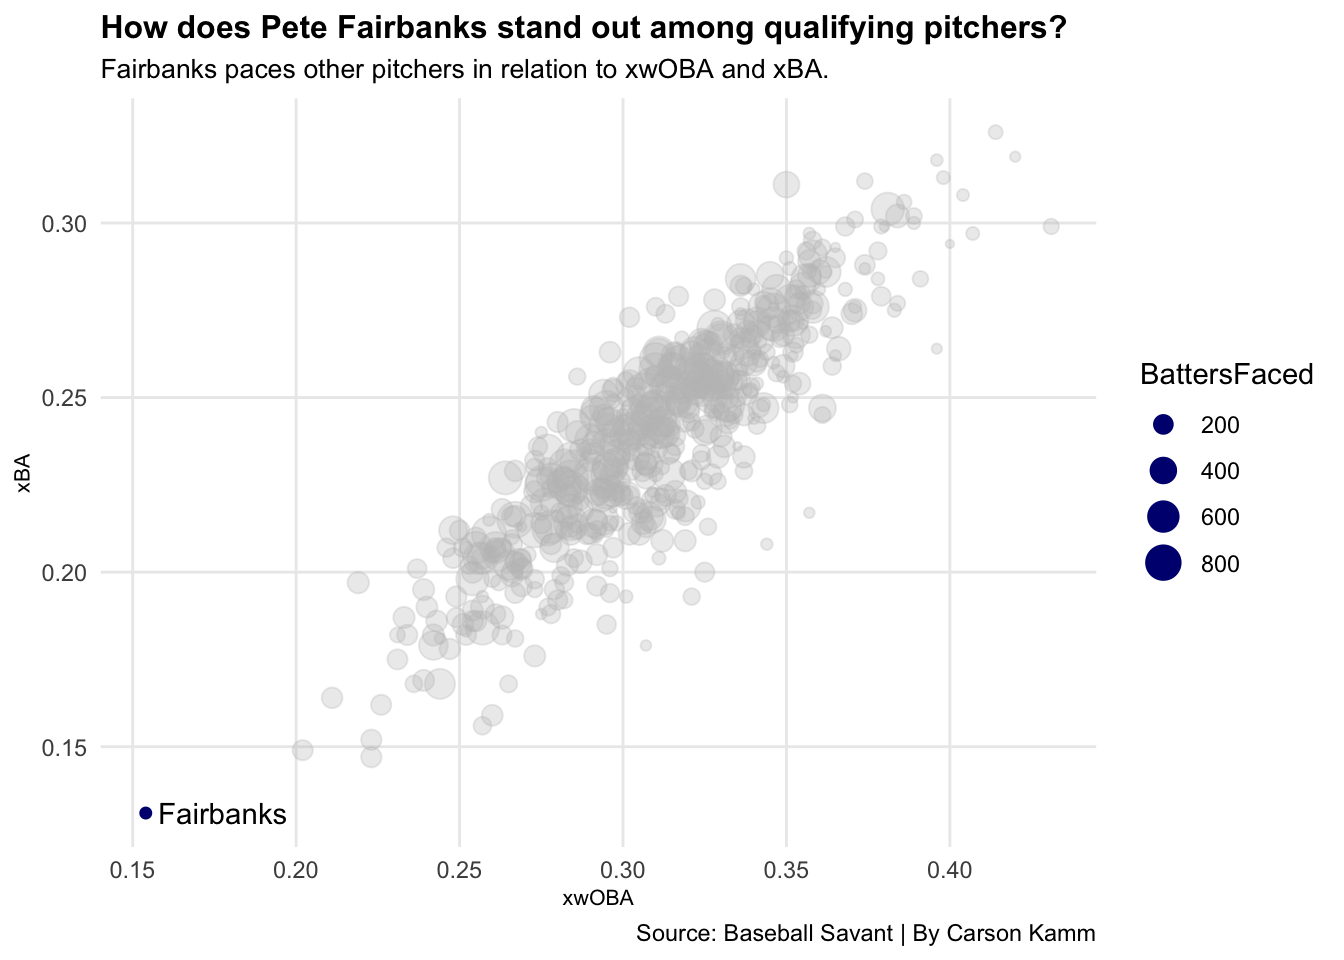 How does Pete Fairbanks stand out among qualifying pitchers?
Fairbanks paces other pitchers in relation to xwOBA and xBA.
0.30
0.25
0.20
0.15
xBA
Fairbanks
0.15 0.20 0.25 0.30 0.35 0.40
xwOBA
BattersFaced
200
400
600
800
Source: Baseball Savant | By Carson Kamm